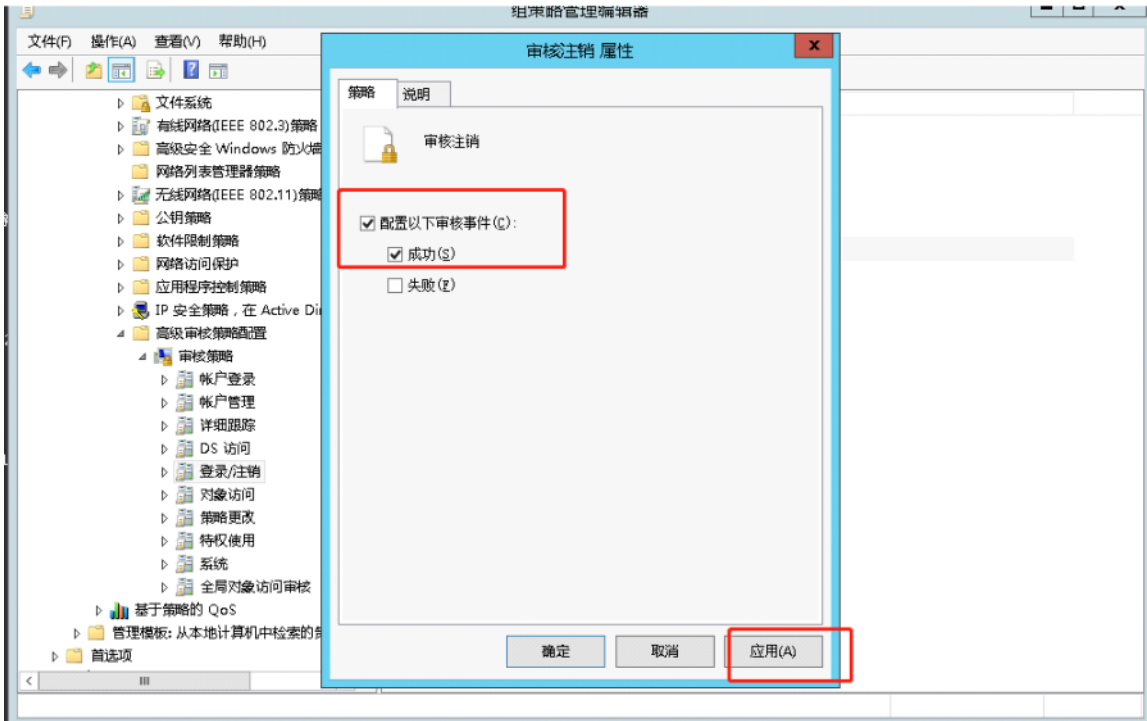 组策略管理编辑器
文件(F) 操作(A) 查看(V) 帮助(H)
文件系统
有线网络(IEEE 802.3)策略
高级安全 Windows 防火墙
网络列表管理器策略
无线网络(IEEE 802.11)策略
公钥策略
软件限制策略
网络访问保护
应用程序控制策略
IP 安全策略，在 Active Di
高级审核策略配置
审核策略
帐户登录
帐户管理
详细跟踪
DS 访问
登录/注销
对象访问
策略更改
特权使用
系统
全局对象访问审核
基于策略的 QoS
管理模板: 从本地计算机中检索的
首选项
审核注销 属性
x
策略 说明
审核注销
配置以下审核事件(C):
成功(S)
失败(F)
确定 取消 应用(A)